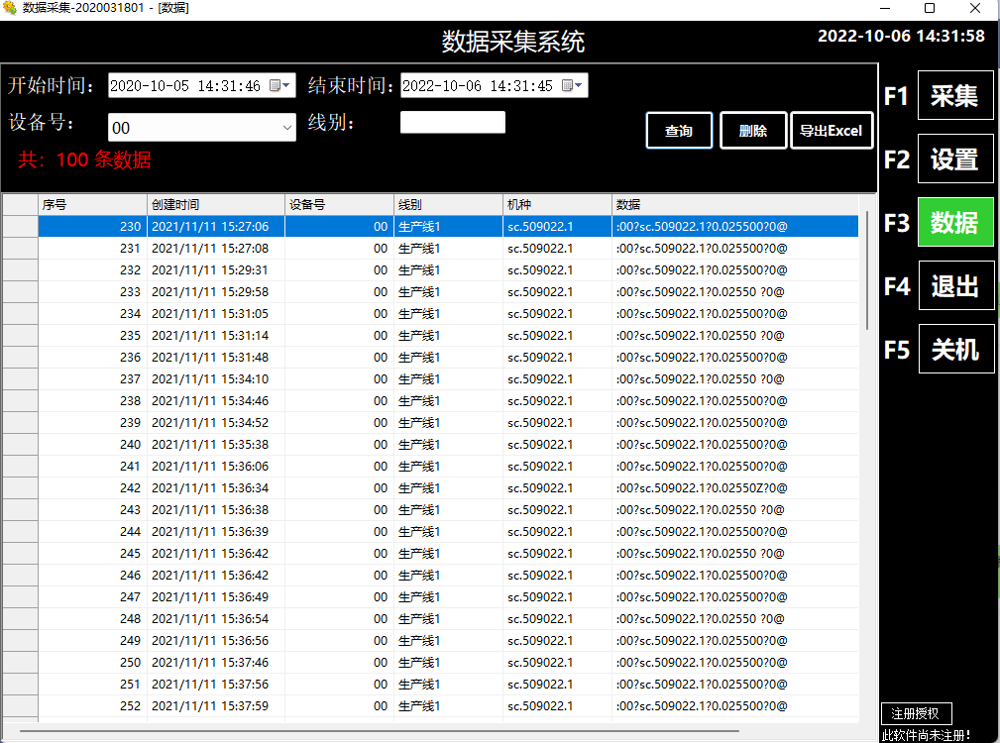 数据采集-2020031801 - [数据]
数据采集系统
2022-10-06 14:31:58
开始时间: 2020-10-05 14:31:46 结束时间: 2022-10-06 14:31:45
设备号: 00 线别:
查询 删除 导出Excel
共: 100 条数据
F1 采集
F2 设置
F3 数据
F4 退出
F5 关机
序号 创建时间 设备号 线别 机种 数据
230 2021/11/11 15:27:06 00 生产线1 sc.509022.1 :00?sc.509022.1?0.025500?0@
231 2021/11/11 15:27:08 00 生产线1 sc.509022.1 :00?sc.509022.1?0.025500?0@
232 2021/11/11 15:29:31 00 生产线1 sc.509022.1 :00?sc.509022.1?0.025500?0@
233 2021/11/11 15:29:58 00 生产线1 sc.509022.1 :00?sc.509022.1?0.02550 ?0@
234 2021/11/11 15:31:05 00 生产线1 sc.509022.1 :00?sc.509022.1?0.025500?0@
235 2021/11/11 15:31:14 00 生产线1 sc.509022.1 :00?sc.509022.1?0.02550 ?0@
236 2021/11/11 15:31:48 00 生产线1 sc.509022.1 :00?sc.509022.1?0.025500?0@
237 2021/11/11 15:34:10 00 生产线1 sc.509022.1 :00?sc.509022.1?0.02550 ?0@
238 2021/11/11 15:34:46 00 生产线1 sc.509022.1 :00?sc.509022.1?0.025500?0@
239 2021/11/11 15:34:52 00 生产线1 sc.509022.1 :00?sc.509022.1?0.025500?0@
240 2021/11/11 15:35:38 00 生产线1 sc.509022.1 :00?sc.509022.1?0.025500?0@
241 2021/11/11 15:36:06 00 生产线1 sc.509022.1 :00?sc.509022.1?0.025500?0@
242 2021/11/11 15:36:34 00 生产线1 sc.509022.1 :00?sc.509022.1?0.02550Z?0@
243 2021/11/11 15:36:38 00 生产线1 sc.509022.1 :00?sc.509022.1?0.02550 ?0@
244 2021/11/11 15:36:39 00 生产线1 sc.509022.1 :00?sc.509022.1?0.025500?0@
245 2021/11/11 15:36:42 00 生产线1 sc.509022.1 :00?sc.509022.1?0.02550 ?0@
246 2021/11/11 15:36:42 00 生产线1 sc.509022.1 :00?sc.509022.1?0.025500?0@
247 2021/11/11 15:36:49 00 生产线1 sc.509022.1 :00?sc.509022.1?0.025500?0@
248 2021/11/11 15:36:54 00 生产线1 sc.509022.1 :00?sc.509022.1?0.02550 ?0@
249 2021/11/11 15:36:56 00 生产线1 sc.509022.1 :00?sc.509022.1?0.025500?0@
250 2021/11/11 15:37:46 00 生产线1 sc.509022.1 :00?sc.509022.1?0.025500?0@
251 2021/11/11 15:37:56 00 生产线1 sc.509022.1 :00?sc.509022.1?0.025500?0@
252 2021/11/11 15:37:59 00 生产线1 sc.509022.1 :00?sc.509022.1?0.025500?0@
注册授权
此软件尚未注册!